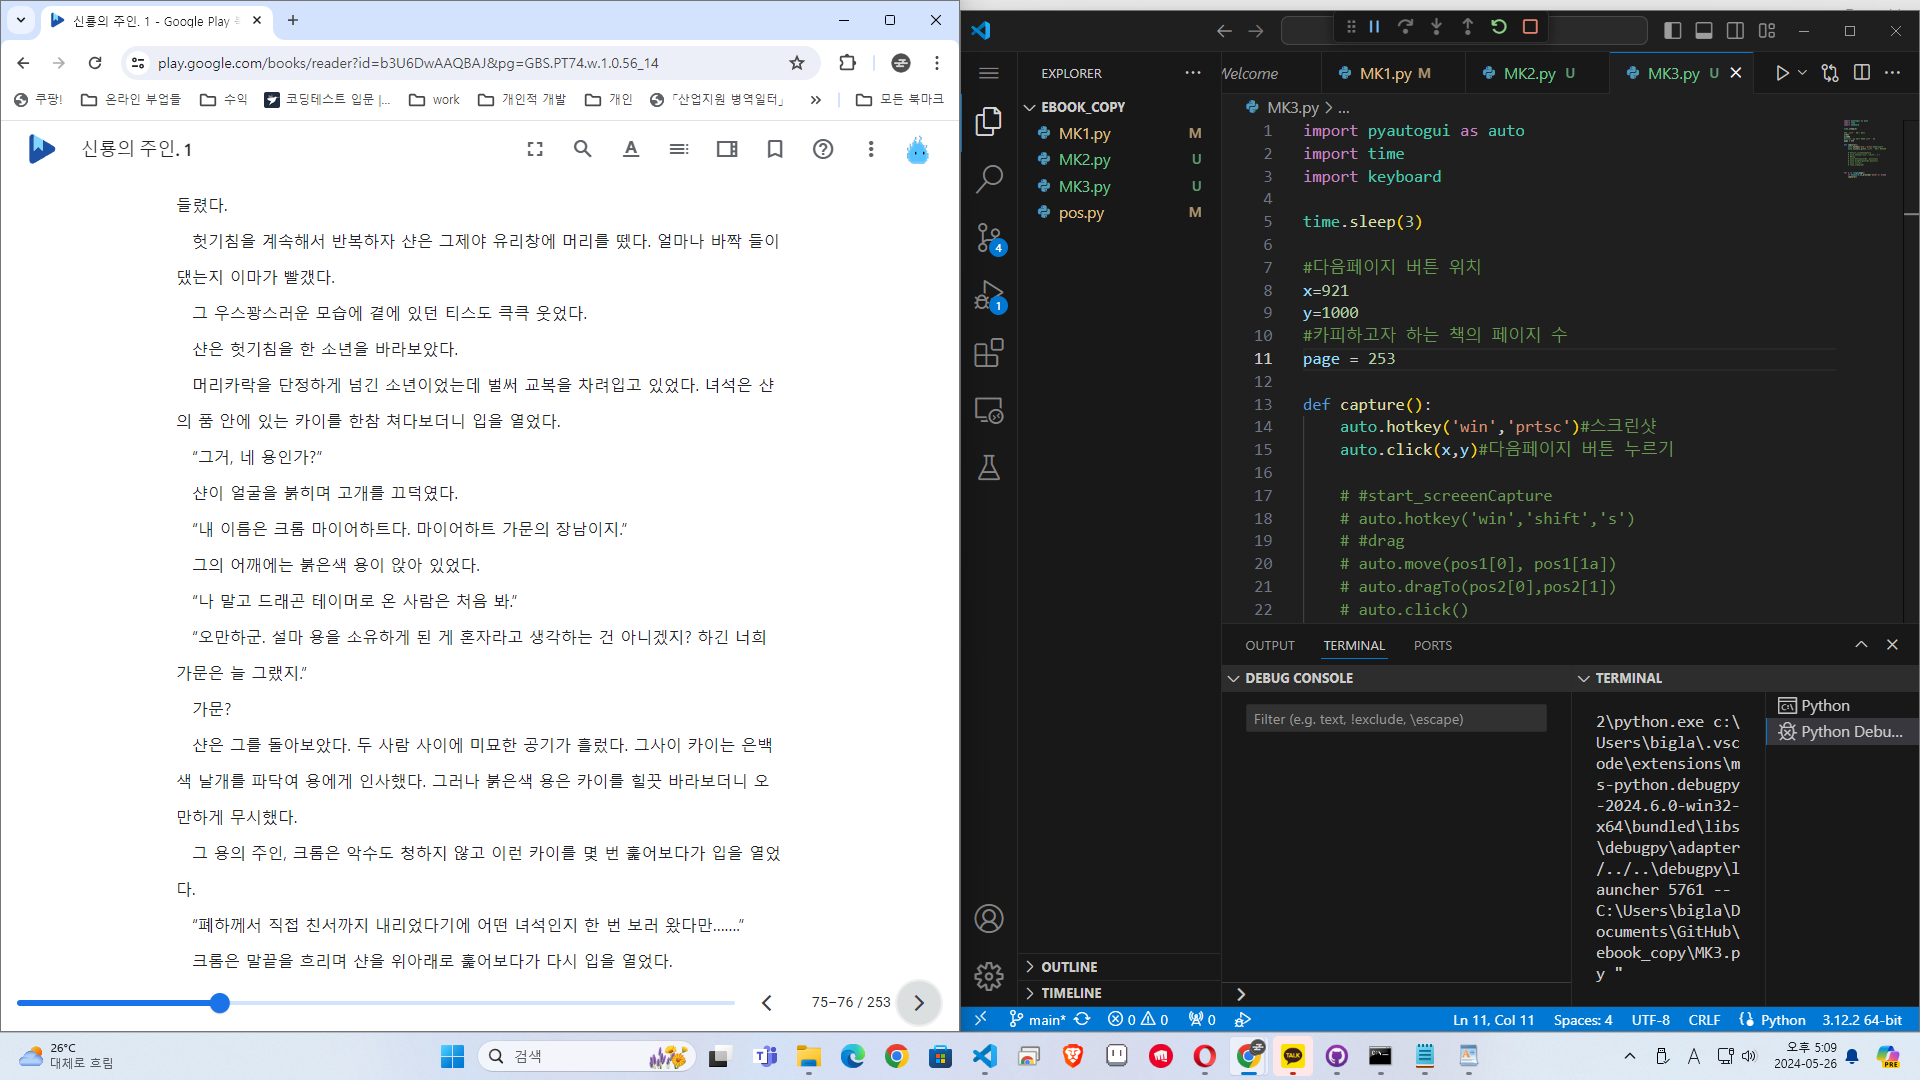 신룡의 주인. 1 - Google Play
play.google.com/books/reader?id=b3U6DwAAQBAJ&pg=GBS.PT74.w.1.0.56_14
쿠팡!
온라인 부업들
수익
코딩테스트 입문 |...
work
개인적 개발
개인
「산업지원 병역일터」
»
모든 북마크
신룡의 주인. 1
들렸다.
헛기침을 계속해서 반복하자 샨은 그제야 유리창에 머리를 뗐다. 얼마나 바짝 들이
댔는지 이마가 빨갰다.
그 우스꽝스러운 모습에 곁에 있던 티스도 큭큭 웃었다.
샨은 헛기침을 한 소년을 바라보았다.
머리카락을 단정하게 넘긴 소년이었는데 벌써 교복을 차려입고 있었다. 녀석은 샨
의 품 안에 있는 카이를 한참 쳐다보더니 입을 열었다.
“그거, 네 용인가?”
샨이 얼굴을 붉히며 고개를 끄덕였다.
“내 이름은 크롬 마이어하트다. 마이어하트 가문의 장남이지.”
그의 어깨에는 붉은색 용이 앉아 있었다.
“나 말고 드래곤 테이머로 온 사람은 처음 봐.”
“오만하군. 설마 용을 소유하게 된 게 혼자라고 생각하는 건 아니겠지? 하긴 너희
가문은 늘 그랬지.”
가문?
샨은 그를 돌아보았다. 두 사람 사이에 미묘한 공기가 흘렀다. 그사이 카이는 은백
색 날개를 파닥여 용에게 인사했다. 그러나 붉은색 용은 카이를 힐끗 바라보더니 오
만하게 무시했다.
그 용의 주인, 크롬은 악수도 청하지 않고 이런 카이를 몇 번 훑어보다가 입을 열었
다.
“폐하께서 직접 친서까지 내리었다기에 어떤 녀석인지 한 번 보러 왔다만…….”
크롬은 말끝을 흐리며 샨을 위아래로 훑어보다가 다시 입을 열었다.
75–76 / 253
EXPLORER
EBOOK_COPY
MK1.py M
MK2.py U
MK3.py U
pos.py M
OUTLINE
TIMELINE
4
1
Welcome
MK1.py M
MK2.py U
MK3.py U
MK3.py > ...
1 import pyautogui as auto
2 import time
3 import keyboard
4
5 time.sleep(3)
6
7 #다음페이지 버튼 위치
8 x=921
9 y=1000
10 #카피하고자 하는 책의 페이지 수
11 page = 253
12
13 def capture():
14 auto.hotkey('win','prtsc')#스크린샷
15 auto.click(x,y)#다음페이지 버튼 누르기
16
17 # #start_screeenCapture
18 # auto.hotkey('win','shift','s')
19 # #drag
20 # auto.move(pos1[0], pos1[1a])
21 # auto.dragTo(pos2[0],pos2[1])
22 # auto.click()
OUTPUT TERMINAL PORTS
DEBUG CONSOLE
Filter (e.g. text, !exclude, \escape)
TERMINAL
2\python.exe c:\
Users\bigla\.vsc
ode\extensions\m
s-python.debugpy
-2024.6.0-win32-
x64\bundled\libs
\debugpy\adapter
/../..\debugpy\l
auncher 5761 --
C:\Users\bigla\D
ocuments\GitHub\
ebook_copy\MK3.p
y "
Python
Python Debu...
main* 0 0 0
Ln 11, Col 11 Spaces: 4 UTF-8 CRLF Python 3.12.2 64-bit
26°C
대체로 흐림
검색
TALK
A
오후 5:09
2024-05-26
PRE